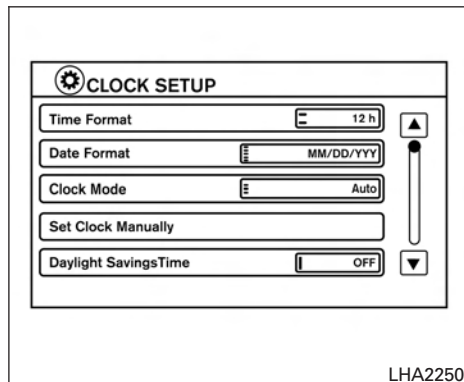 CLOCK SETUP
Time Format 12 h
Date Format MM/DD/YYY
Clock Mode Auto
Set Clock Manually
Daylight SavingsTime OFF
LHA2250